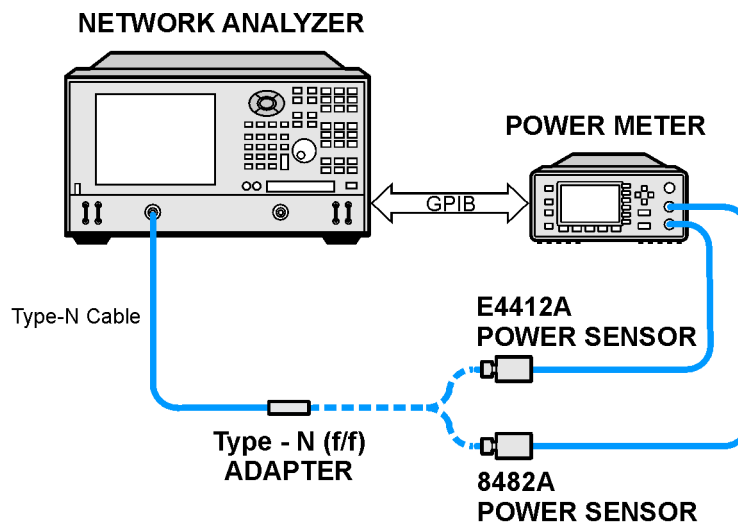 NETWORK ANALYZER
POWER METER
GPIB
Type-N Cable
E4412A
POWER SENSOR
Type - N (f/f)
ADAPTER
8482A
POWER SENSOR